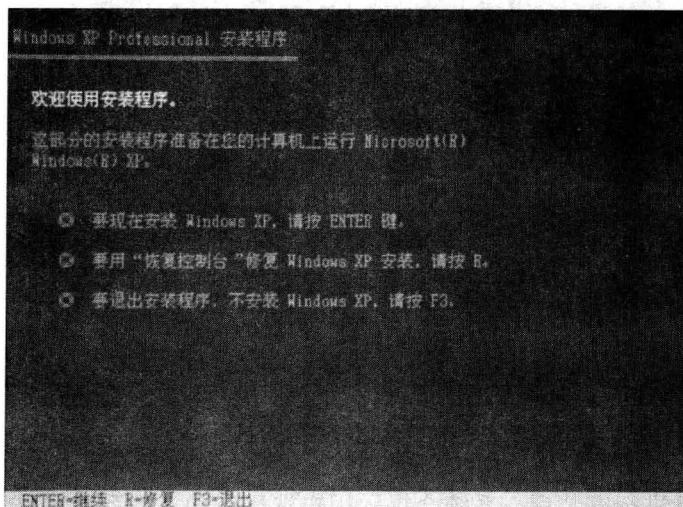 Windows XP Professional 安装程序
欢迎使用安装程序。
这部分的安装程序准备在您的计算机上运行 Microsoft(R)
Windows(R) XP。
要现在安装 Windows XP，请按 ENTER 键。
要用“恢复控制台”修复 Windows XP 安装，请按 R。
要退出安装程序，不安装 Windows XP，请按 F3。
ENTER=继续 R=修复 F3=退出